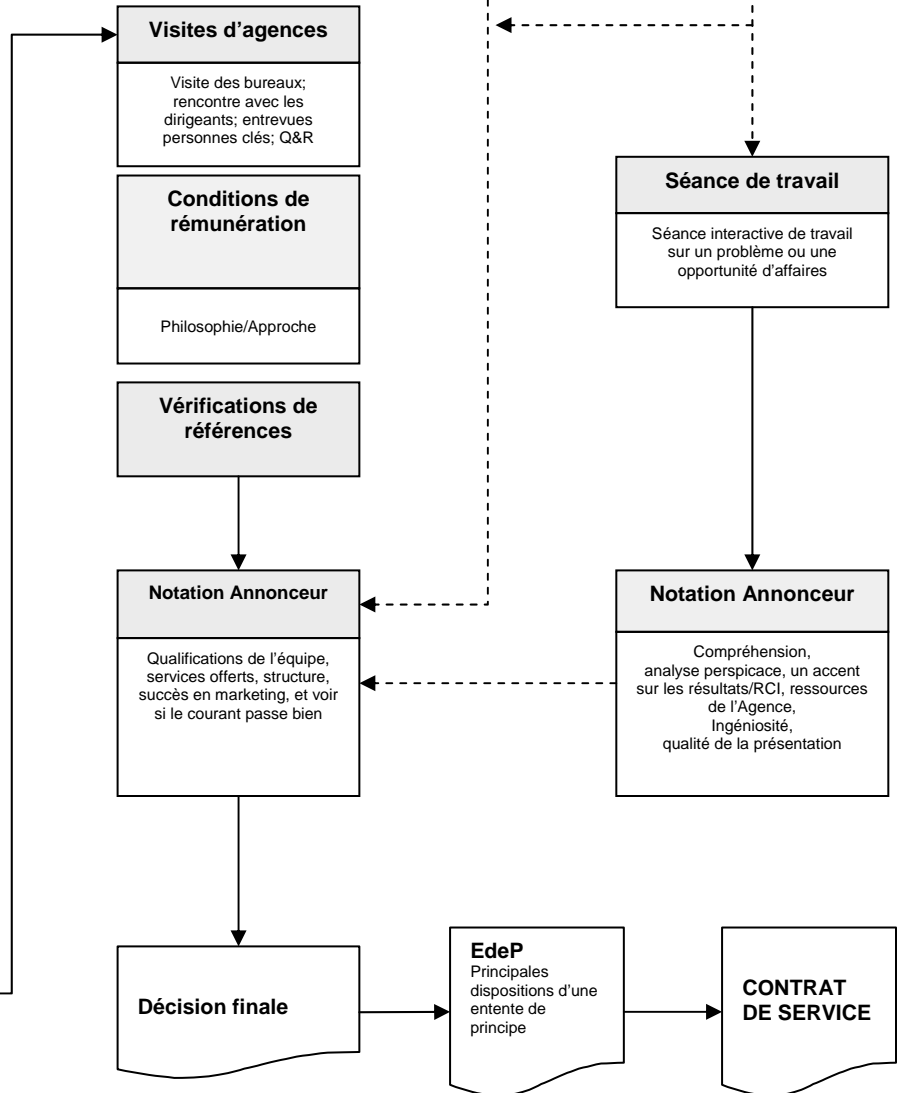 Visites d'agences
Visite des bureaux;
rencontre avec les
dirigeants; entrevues
personnes clés; Q&R
Conditions de
rémunération
Philosophie/Approche
Vérifications de
références
Notation Annonceur
Qualifications de l'équipe,
services offerts, structure,
succès en marketing, et voir
si le courant passe bien
Séance de travail
Séance interactive de travail
sur un problème ou une
opportunité d'affaires
Notation Annonceur
Compréhension,
analyse perspicace, un accent
sur les résultats/RCI, ressources
de l'Agence,
Ingéniosité,
qualité de la présentation
Décision finale
EdeP
Principales
dispositions d'une
entente de
principe
CONTRAT
DE SERVICE